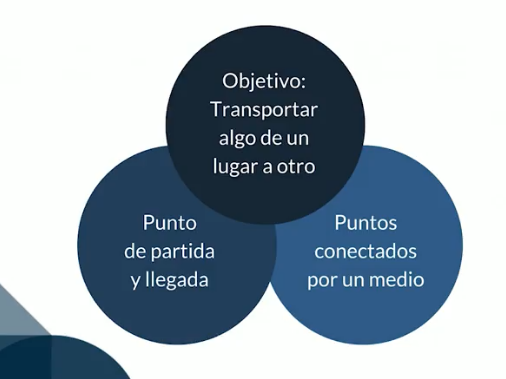 Objetivo:
Transportar
algo de un
lugar a otro
Punto
de partida
y llegada
Puntos
conectados
por un medio